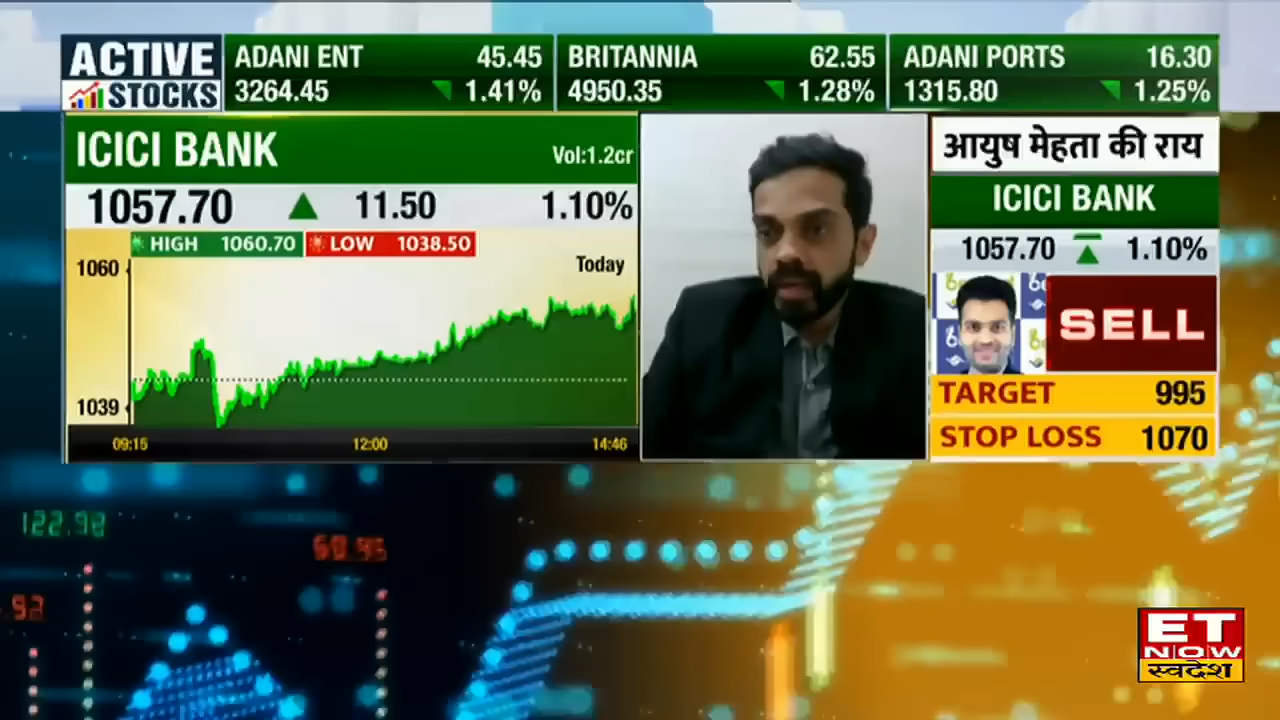 ACTIVE STOCKS
ADANI ENT 45.45
3264.45 1.41%
BRITANNIA 62.55
4950.35 1.28%
ADANI PORTS 16.30
1315.80 1.25%
ICICI BANK Vol:1.2cr
1057.70 11.50 1.10%
HIGH 1060.70 LOW 1038.50
Today
1060
1039
09:15 12:00 14:46
आयुष मेहता की राय
ICICI BANK
1057.70 1.10%
SELL
TARGET 995
STOP LOSS 1070
122.92
60.95
.92
ET
NOW
स्वदेश